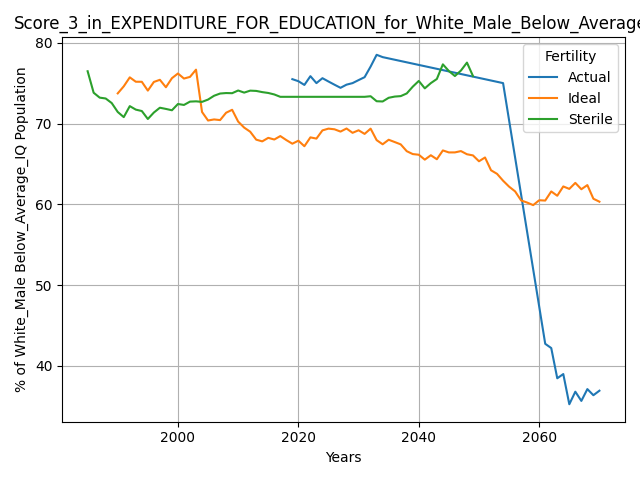 Score_3_in_EXPENDITURE_FOR_EDUCATION_for_White_Male_Below_Average
80
70
60
50
40
2000
2020
2040
2060
Years
% of White_Male Below_Average_IQ Population
Fertility
Actual
Ideal
Sterile